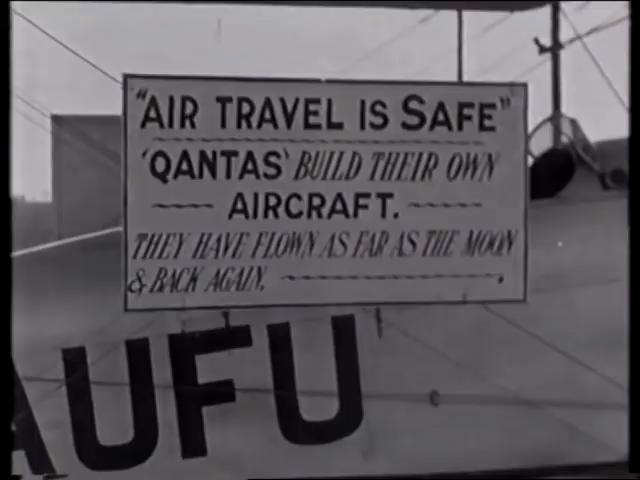 "AIR TRAVEL IS SAFE"
'QANTAS' BUILD THEIR OWN
AIRCRAFT.
THEY HAVE FLOWN AS FAR AS THE MOON
& BACK AGAIN.
AUFU